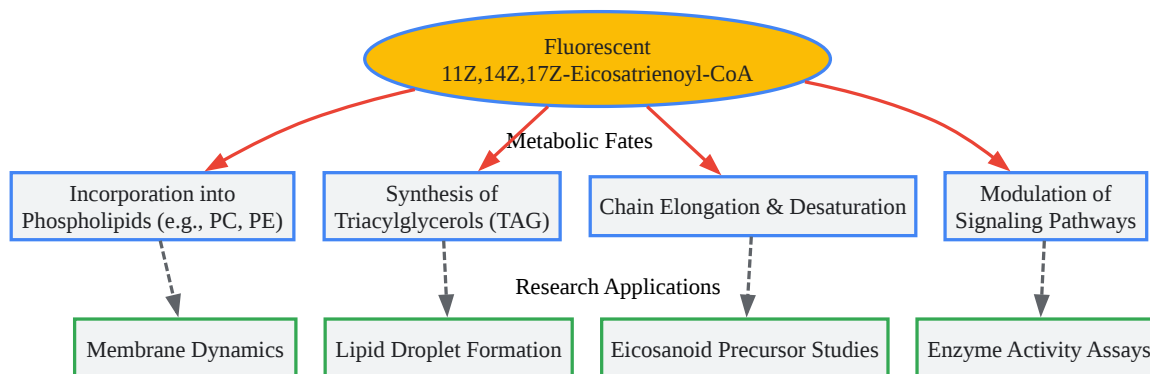 Fluorescent
11Z,14Z,17Z-Eicosatrienoyl-CoA
Metabolic Fates
Incorporation into
Phospholipids (e.g., PC, PE)
Synthesis of
Triacylglycerols (TAG)
Chain Elongation & Desaturation
Modulation of
Signaling Pathways
Research Applications
Membrane Dynamics
Lipid Droplet Formation
Eicosanoid Precursor Studies
Enzyme Activity Assays